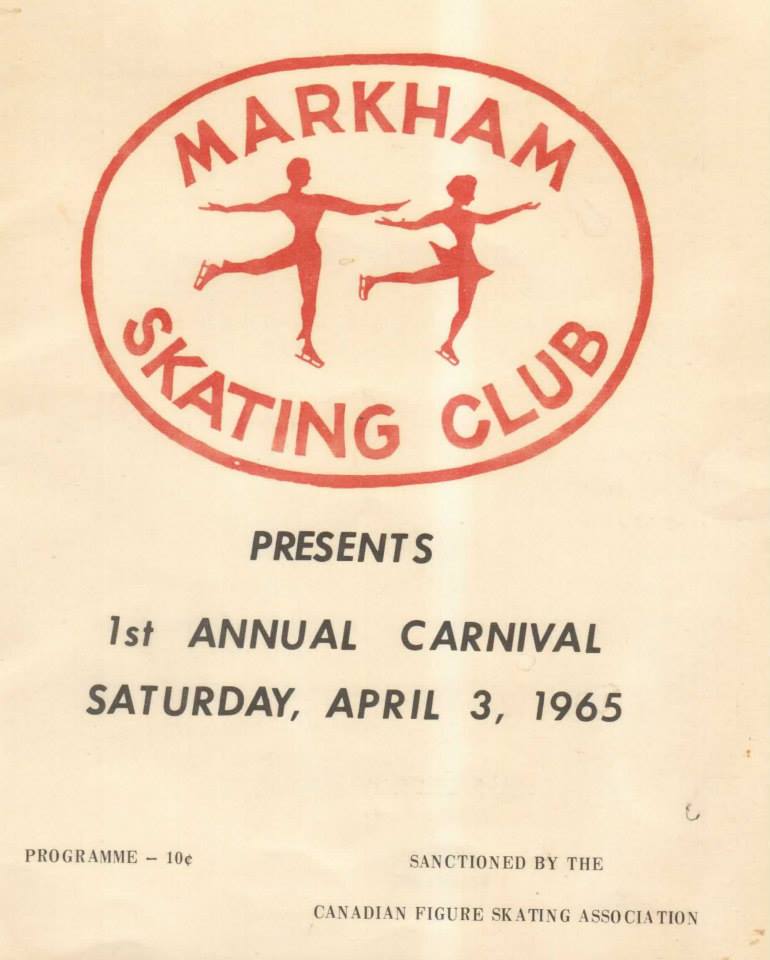 MARKHAM
SKATING CLUB
PRESENTS
1st ANNUAL CARNIVAL
SATURDAY, APRIL 3, 1965
PROGRAMME – 10¢
SANCTIONED BY THE
CANADIAN FIGURE SKATING ASSOCIATION